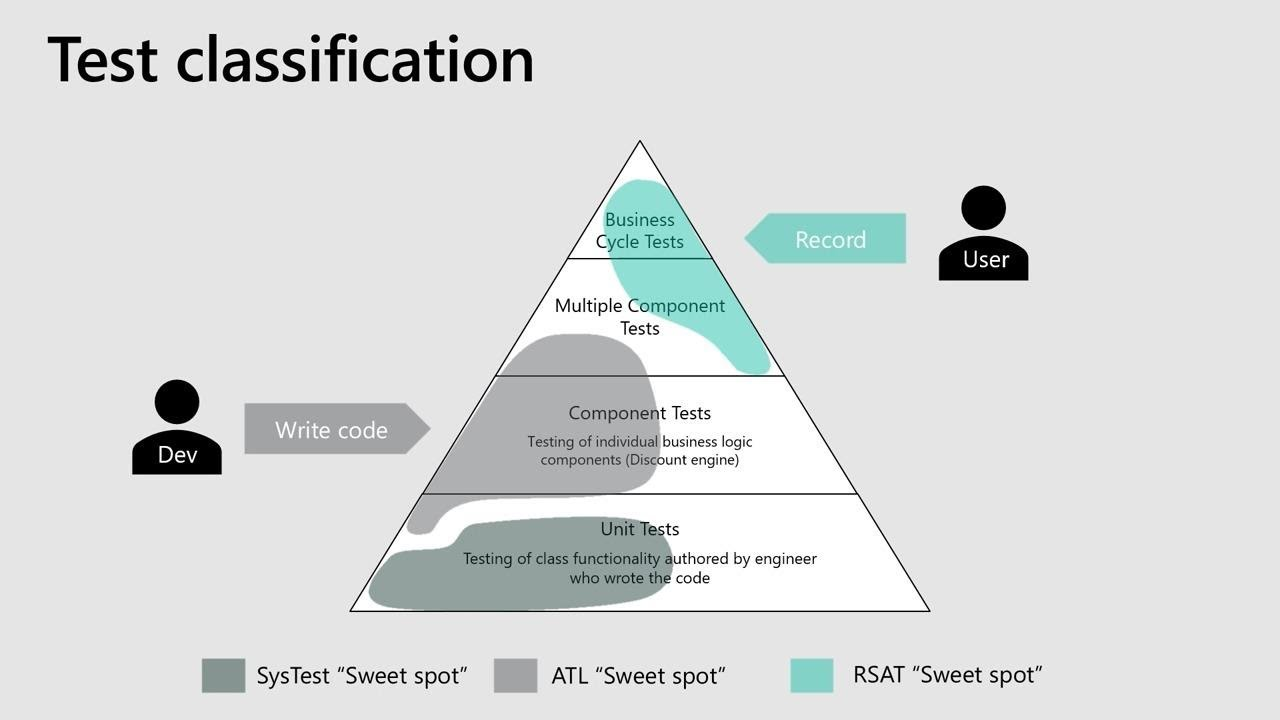 Test classification
Business
Cycle Tests
Record
User
Multiple Component
Tests
Dev
Write code
Component Tests
Testing of individual business logic
components (Discount engine)
Unit Tests
Testing of class functionality authored by engineer
who wrote the code
SysTest “Sweet spot”
ATL “Sweet spot”
RSAT “Sweet spot”